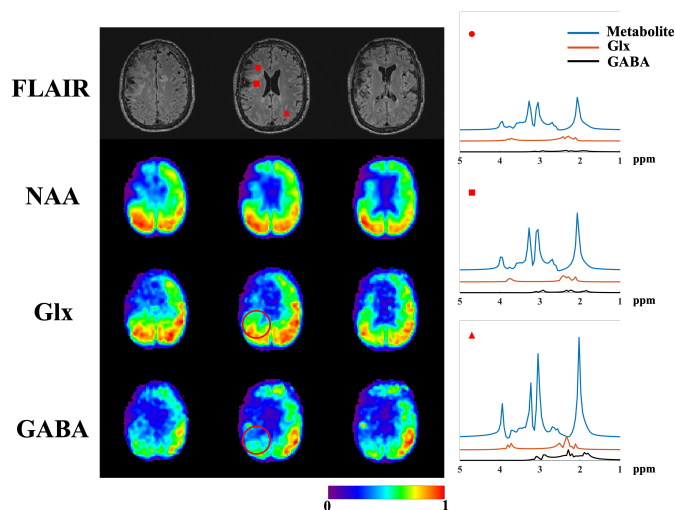 Metabolite
Glx
GABA
FLAIR
5 4 3 2 1 ppm
NAA
5 4 3 2 1 ppm
Glx
GABA
5 4 3 2 1 ppm
0 1